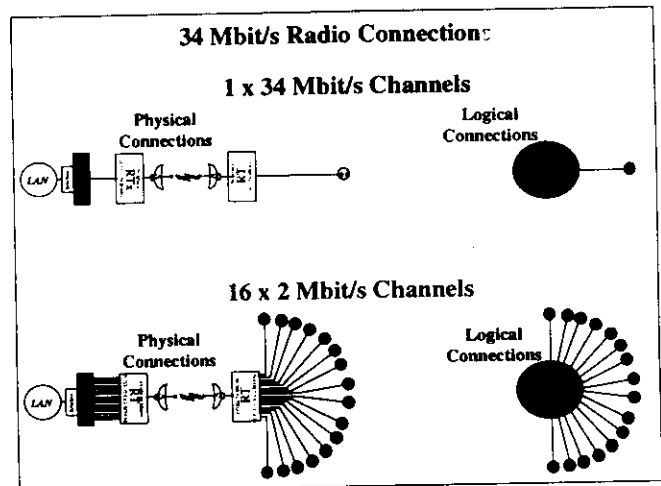 34 Mbit/s Radio Connections
1 x 34 Mbit/s Channels
Physical
Connections
Logical
Connections
LAN
RT
RT
16 x 2 Mbit/s Channels
Physical
Connections
Logical
Connections
LAN
RT
RT